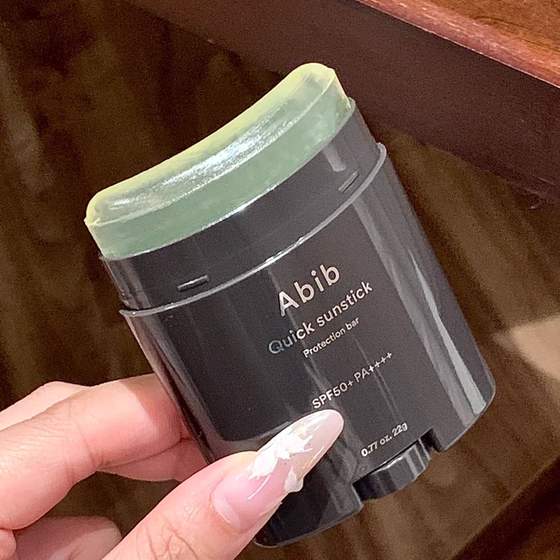 Abib
Quick sunstick
Protection bar
SPF50+ PA++++
0.77 oz. 22g